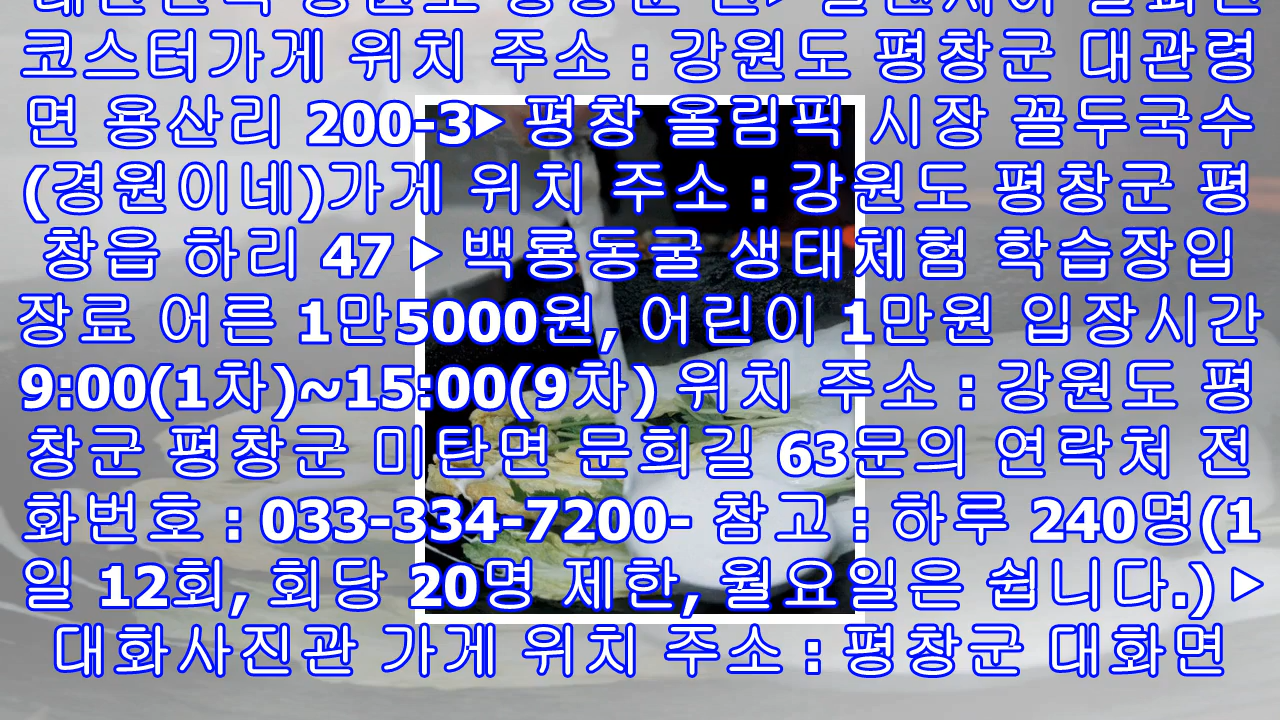 코스터가게 위치 주소 : 강원도 평창군 대관령
면 용산리 200-3▶ 평창 올림픽 시장 꼴두국수
(경원이네)가게 위치 주소 : 강원도 평창군 평
창읍 하리 47 ▶ 백룡동굴 생태체험 학습장입
장료 어른 1만5000원, 어린이 1만원 입장시간
9:00(1차)~15:00(9차) 위치 주소 : 강원도 평
창군 평창군 미탄면 문희길 63문의 연락처 전
화번호 : 033-334-7200- 참고 : 하루 240명(1
일 12회, 회당 20명 제한, 월요일은 쉽니다.) ▶
대화사진관 가게 위치 주소 : 평창군 대화면